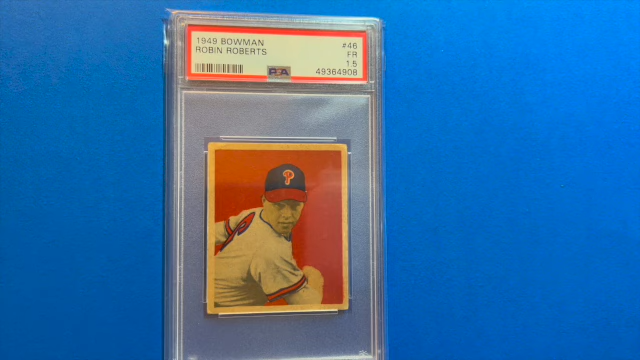 1949 BOWMAN #46
ROBIN ROBERTS FR
1.5
PSA 49364908
P